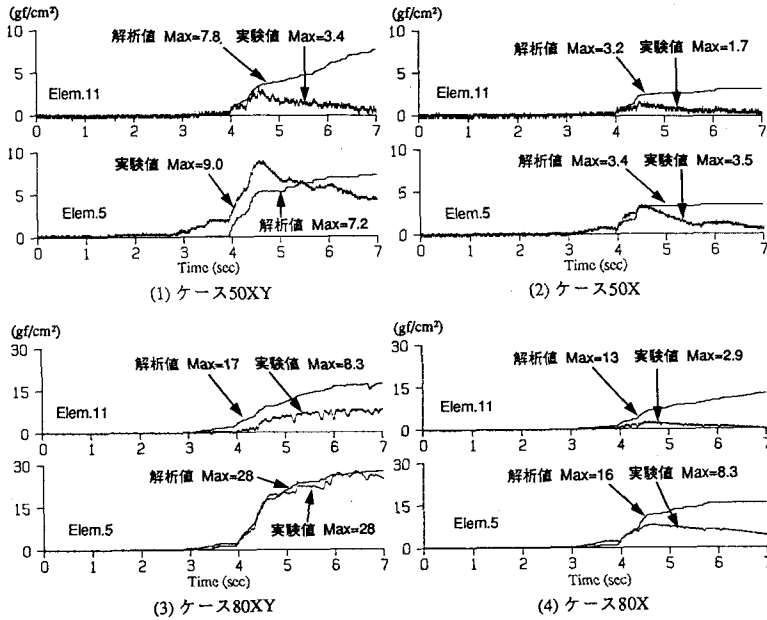 (gf/cm²)
10
5
0
解析値 Max=7.8
実験値 Max=3.4
Elem.11
0 1 2 3 4 5 6 7
10
5
0
実験値 Max=9.0
Elem.5
解析値 Max=7.2
0 1 2 3 4 5 6 7
Time (sec)
(1) ケース50XY
(gf/cm²)
10
5
0
解析値 Max=3.2
実験値 Max=1.7
Elem.11
0 1 2 3 4 5 6 7
10
5
0
解析値 Max=3.4
実験値 Max=3.5
Elem.5
0 1 2 3 4 5 6 7
Time (sec)
(2) ケース50X
(gf/cm²)
30
15
0
解析値 Max=17
実験値 Max=8.3
Elem.11
0 1 2 3 4 5 6 7
30
15
0
解析値 Max=28
Elem.5
実験値 Max=28
0 1 2 3 4 5 6 7
Time (sec)
(3) ケース80XY
(gf/cm²)
30
15
0
解析値 Max=13
実験値 Max=2.9
Elem.11
0 1 2 3 4 5 6 7
30
15
0
解析値 Max=16
実験値 Max=8.3
Elem.5
0 1 2 3 4 5 6 7
Time (sec)
(4) ケース80X